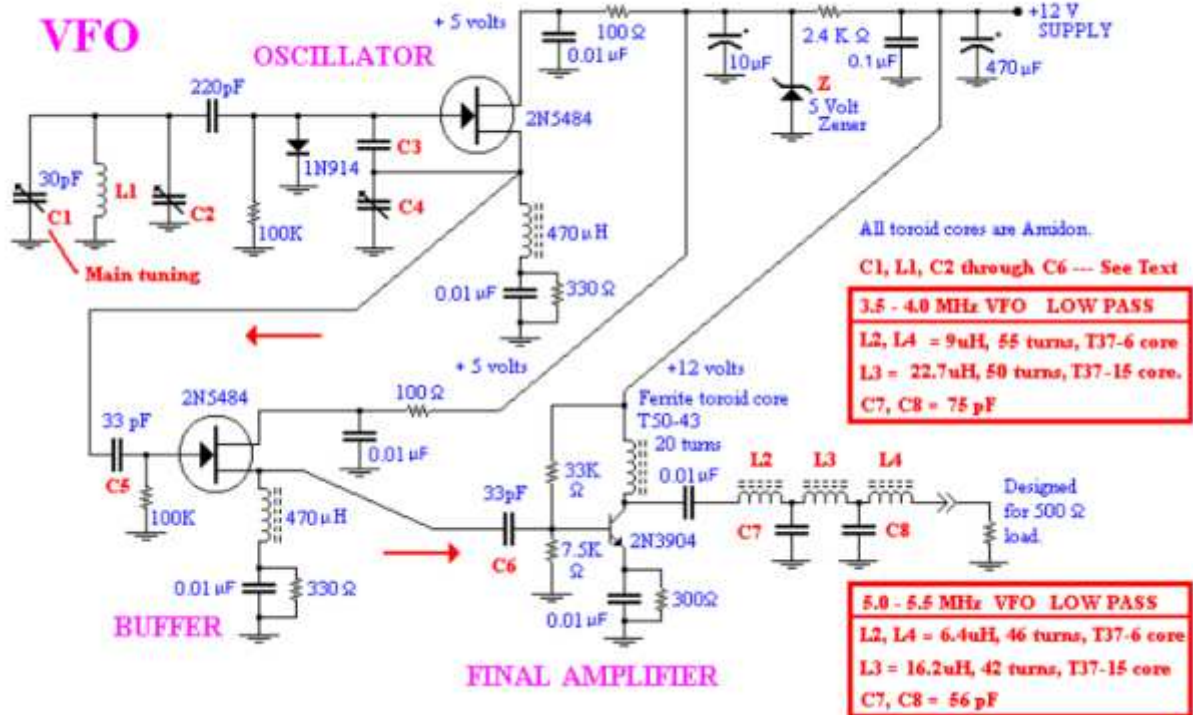 VFO
OSCILLATOR
+ 5 volts
100 Ω
0.01 µF
10µF
2.4 K Ω
0.1µF
+12 V
SUPPLY
470 µF
Z
5 Volt
Zener
220pF
2N5484
1N914
C3
C4
30pF
C1
L1
C2
100K
Main tuning
470 µH
0.01 µF
330 Ω
All toroid cores are Amidon.
C1, L1, C2 through C6 --- See Text
3.5 - 4.0 MHz VFO LOW PASS
L2, L4 = 9uH, 55 turns, T37-6 core
L3 = 22.7uH, 50 turns, T37-15 core.
C7, C8 = 75 pF
+ 5 volts
100 Ω
0.01 µF
2N5484
33 pF
C5
100K
470 µH
0.01 µF
330 Ω
BUFFER
+12 volts
Ferrite toroid core
T50-43
20 turns
0.01 µF
33K
Ω
33pF
C6
7.5K
Ω
2N3904
0.01 µF
300Ω
L2
L3
L4
C7
C8
Designed
for 500 Ω
load.
FINAL AMPLIFIER
5.0 - 5.5 MHz VFO LOW PASS
L2, L4 = 6.4uH, 46 turns, T37-6 core
L3 = 16.2uH, 42 turns, T37-15 core
C7, C8 = 56 pF